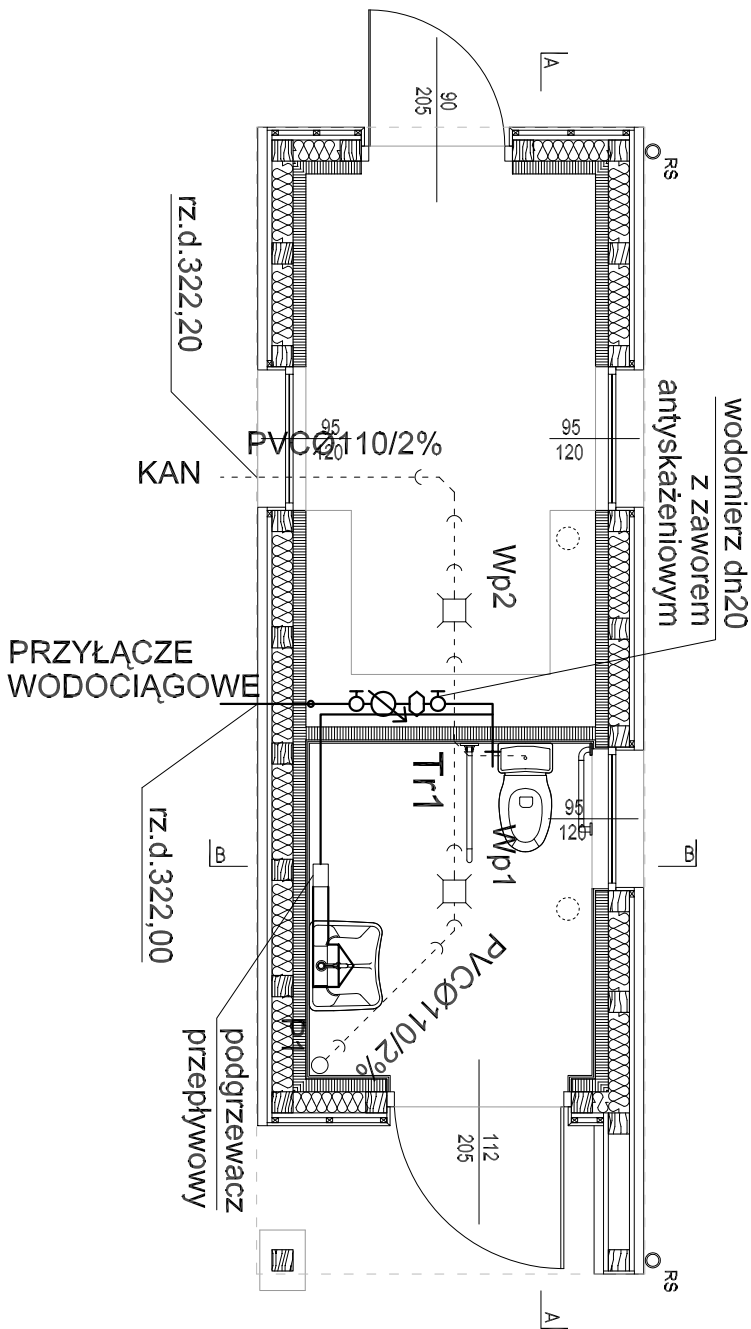 A
90
205
RS
rz.d.322,20
wodomierz dn20
z zaworem
antyskażeniowym
95
120
PVCØ110/2%
95
120
KAN
Wp2
PRZYŁĄCZE
WODOCIĄGOWE
Tr1
95
120
Wp1
B
B
rz.d.322,00
PVCØ110/2%
P1
podgrzewacz
przepływowy
112
205
RS
A